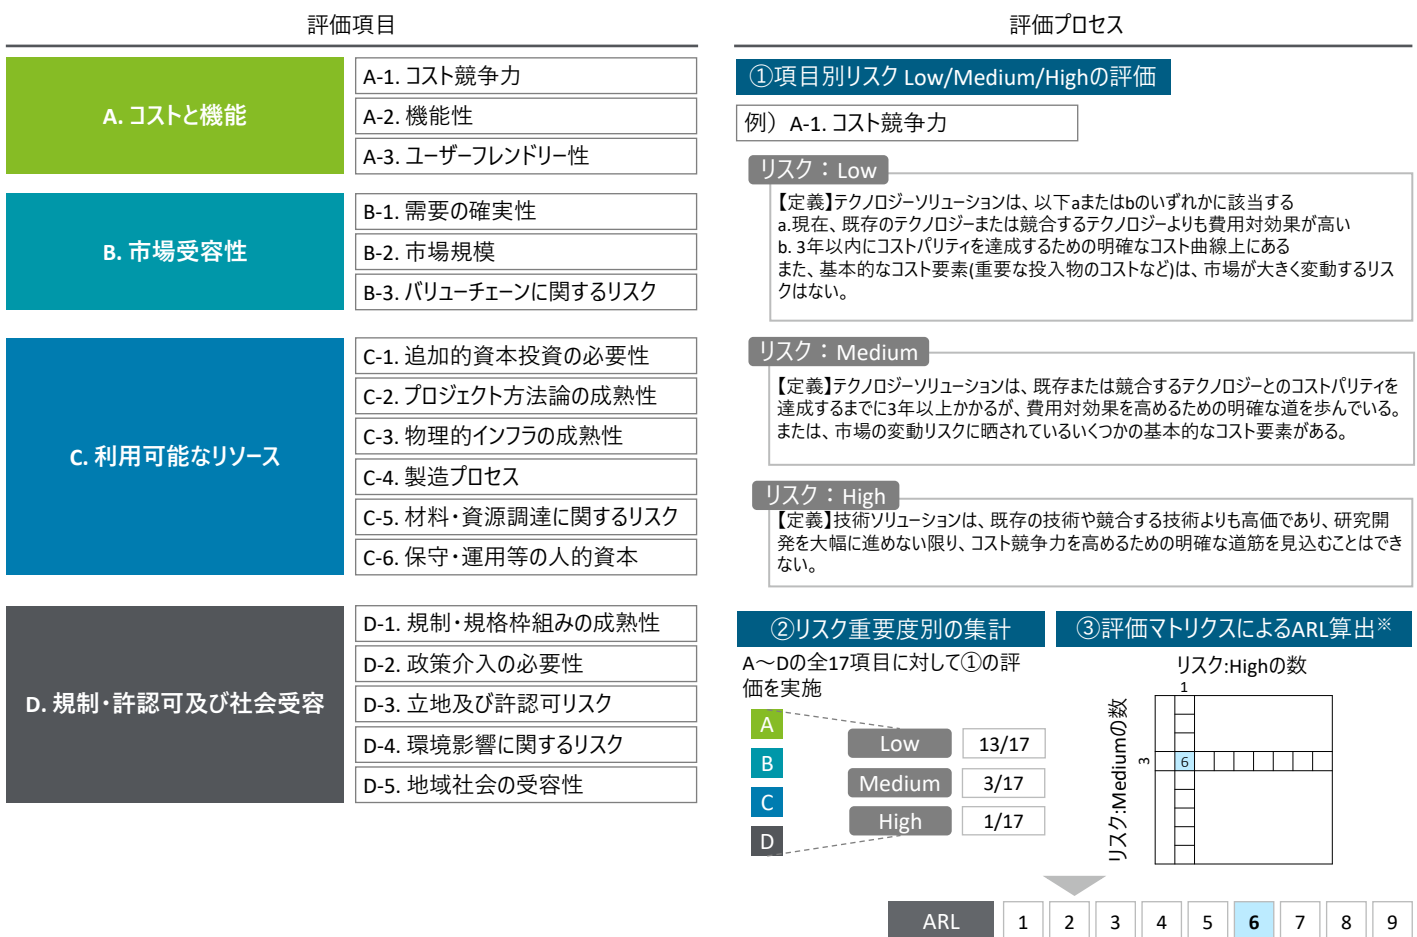 評価項目
A. コストと機能
A-1. コスト競争力
A-2. 機能性
A-3. ユーザーフレンドリー性
B. 市場受容性
B-1. 需要の確実性
B-2. 市場規模
B-3. バリューチェーンに関するリスク
C. 利用可能なリソース
C-1. 追加的資本投資の必要性
C-2. プロジェクト方法論の成熟性
C-3. 物理的インフラの成熟性
C-4. 製造プロセス
C-5. 材料・資源調達に関するリスク
C-6. 保守・運用等の人的資本
D. 規制・許認可及び社会受容
D-1. 規制・規格枠組みの成熟性
D-2. 政策介入の必要性
D-3. 立地及び許認可リスク
D-4. 環境影響に関するリスク
D-5. 地域社会の受容性
評価プロセス
①項目別リスク Low/Medium/Highの評価
例）A-1. コスト競争力
リスク：Low
【定義】テクノロジーソリューションは、以下aまたはbのいずれかに該当する
a.現在、既存のテクノロジーまたは競合するテクノロジーよりも費用対効果が高い
b. 3年以内にコストパリティを達成するための明確なコスト曲線上にある
また、基本的なコスト要素(重要な投入物のコストなど)は、市場が大きく変動するリス
クはない。
リスク：Medium
【定義】テクノロジーソリューションは、既存または競合するテクノロジーとのコストパリティを
達成するまでに3年以上かかるが、費用対効果を高めるための明確な道を歩んでいる。
または、市場の変動リスクに晒されているいくつかの基本的なコスト要素がある。
リスク：High
【定義】技術ソリューションは、既存の技術や競合する技術よりも高価であり、研究開
発を大幅に進めない限り、コスト競争力を高めるための明確な道筋を見込むことはでき
ない。
②リスク重要度別の集計
A～Dの全17項目に対して①の評
価を実施
A
B
C
D
Low 13/17
Medium 3/17
High 1/17
③評価マトリクスによるARL算出※
リスク:Highの数
1
リスク:Mediumの数
3
6
ARL 1 2 3 4 5 6 7 8 9